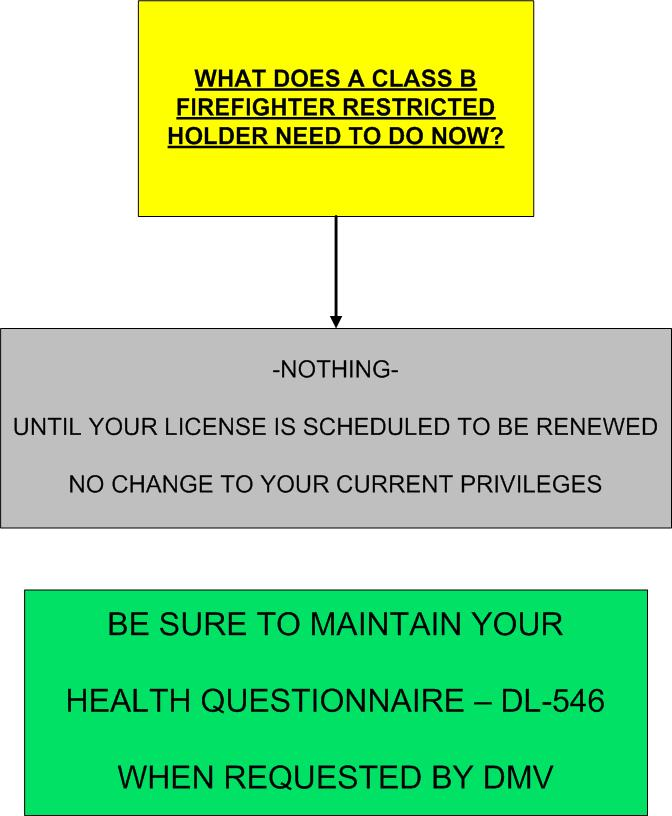 WHAT DOES A CLASS B
FIREFIGHTER RESTRICTED
HOLDER NEED TO DO NOW?
-NOTHING-
UNTIL YOUR LICENSE IS SCHEDULED TO BE RENEWED
NO CHANGE TO YOUR CURRENT PRIVILEGES
BE SURE TO MAINTAIN YOUR
HEALTH QUESTIONNAIRE – DL-546
WHEN REQUESTED BY DMV